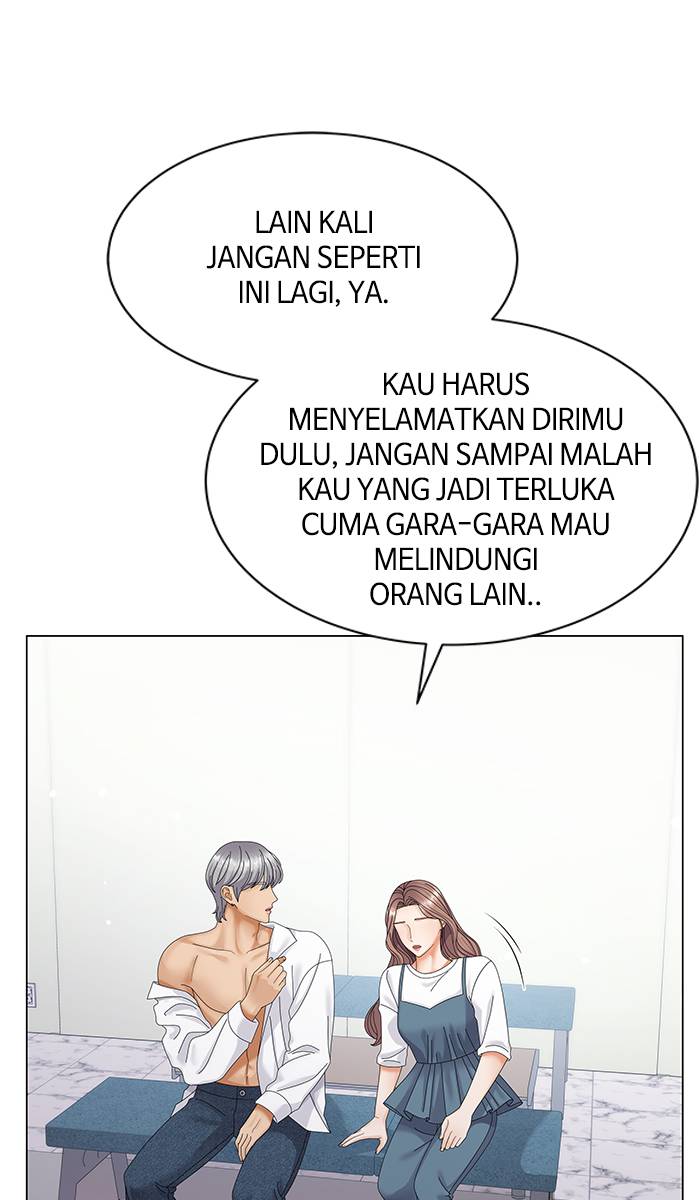 LAIN KALI
JANGAN SEPERTI
INI LAGI, YA.
KAU HARUS
MENYELAMATKAN DIRIMU
DULU, JANGAN SAMPAI MALAH
KAU YANG JADI TERLUKA
CUMA GARA-GARA MAU
MELINDUNGI
ORANG LAIN..